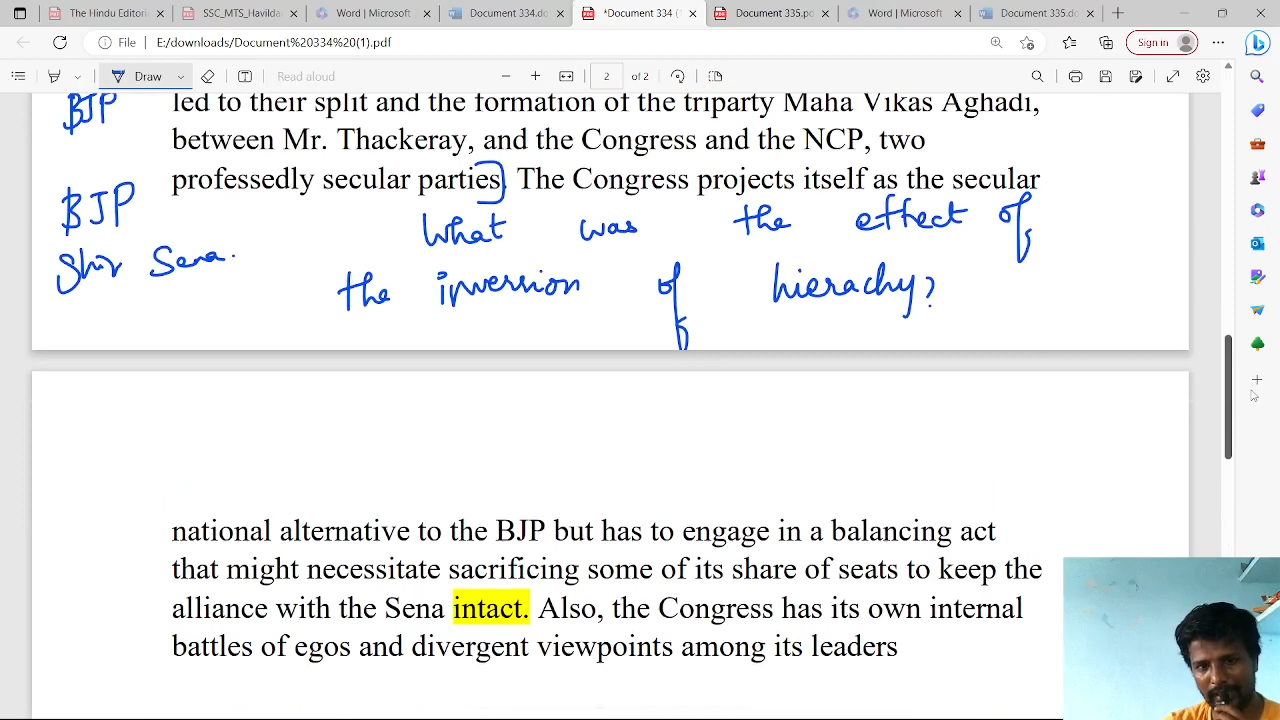 The Hindu Editori
SSC_MTS_Havilda
Word | Microsoft
Document 334.do
*Document 334 (1
Document 335.pd
Word | Microsoft
Document 335.do
File E:/downloads/Document%20334%20(1).pdf
Sign in
Draw
Read aloud
2 of 2
BJP
led to their split and the formation of the triparty Maha Vikas Aghadi,
between Mr. Thackeray, and the Congress and the NCP, two
professedly secular parties. The Congress projects itself as the secular
BJP
Shiv Sena.
What was the effect of
the inversion of hierachy?
national alternative to the BJP but has to engage in a balancing act
that might necessitate sacrificing some of its share of seats to keep the
alliance with the Sena intact. Also, the Congress has its own internal
battles of egos and divergent viewpoints among its leaders